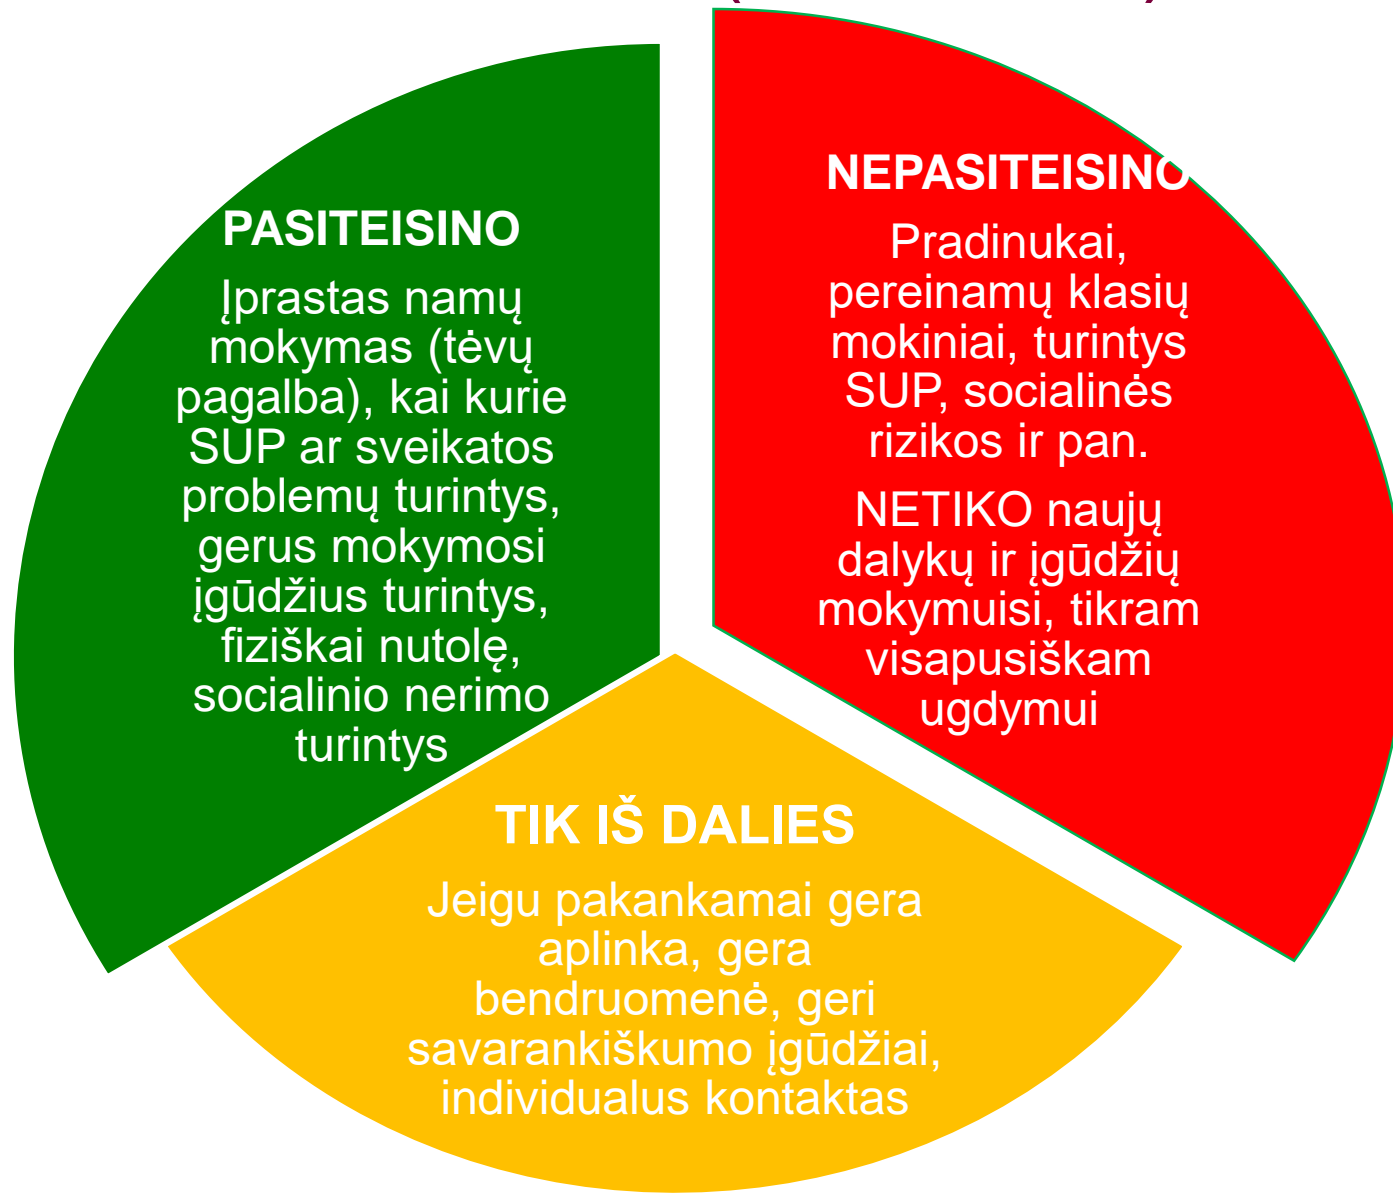 PASITEISINO
Įprastas namų
mokymas (tėvų
pagalba), kai kurie
SUP ar sveikatos
problemų turintys,
gerus mokymosi
įgūdžius turintys,
fiziškai nutolę,
socialinio nerimo
turintys
NEPASITEISINO
Pradinukai,
pereinamų klasių
mokiniai, turintys
SUP, socialinės
rizikos ir pan.
NETIKO naujų
dalykų ir įgūdžių
mokymuisi, tikram
visapusiškam
ugdymui
TIK IŠ DALIES
Jeigu pakankamai gera
aplinka, gera
bendruomenė, geri
savarankiškumo įgūdžiai,
individualus kontaktas